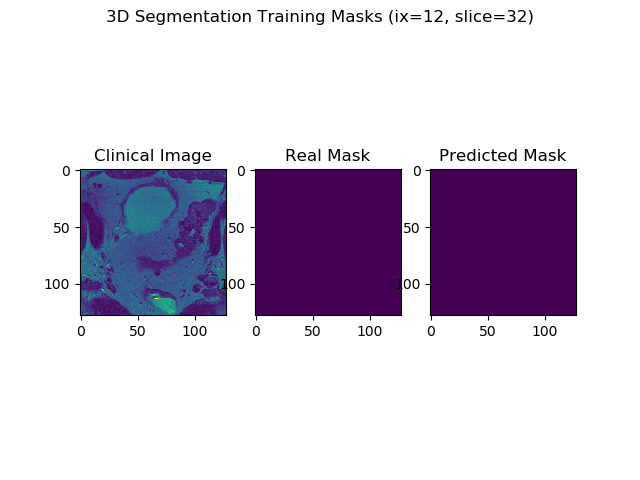 3D Segmentation Training Masks (ix=12, slice=32)
Clinical Image Real Mask Predicted Mask
0 0 0
50 50 50
100 100 100
0 50 100 0 50 100 0 50 100